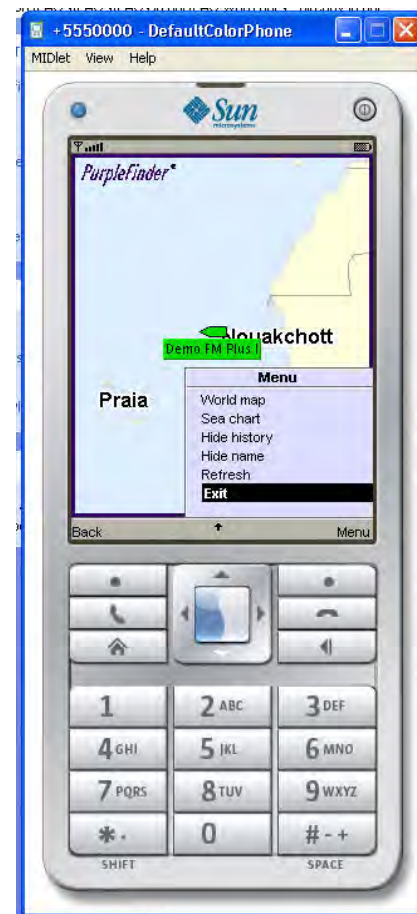 +5550000 - DefaultColorPhone
MIDlet View Help
Sun
microsystems
PurpleFinder
Nouakchott
Demo FM Plus I
Praia
Menu
World map
Sea chart
Hide history
Hide name
Refresh
Exit
Back
Menu
1
2 ABC
3 DEF
4 GHI
5 JKL
6 MNO
7 PQRS
8 TUV
9 WXYZ
* .
0
# - +
SHIFT
SPACE